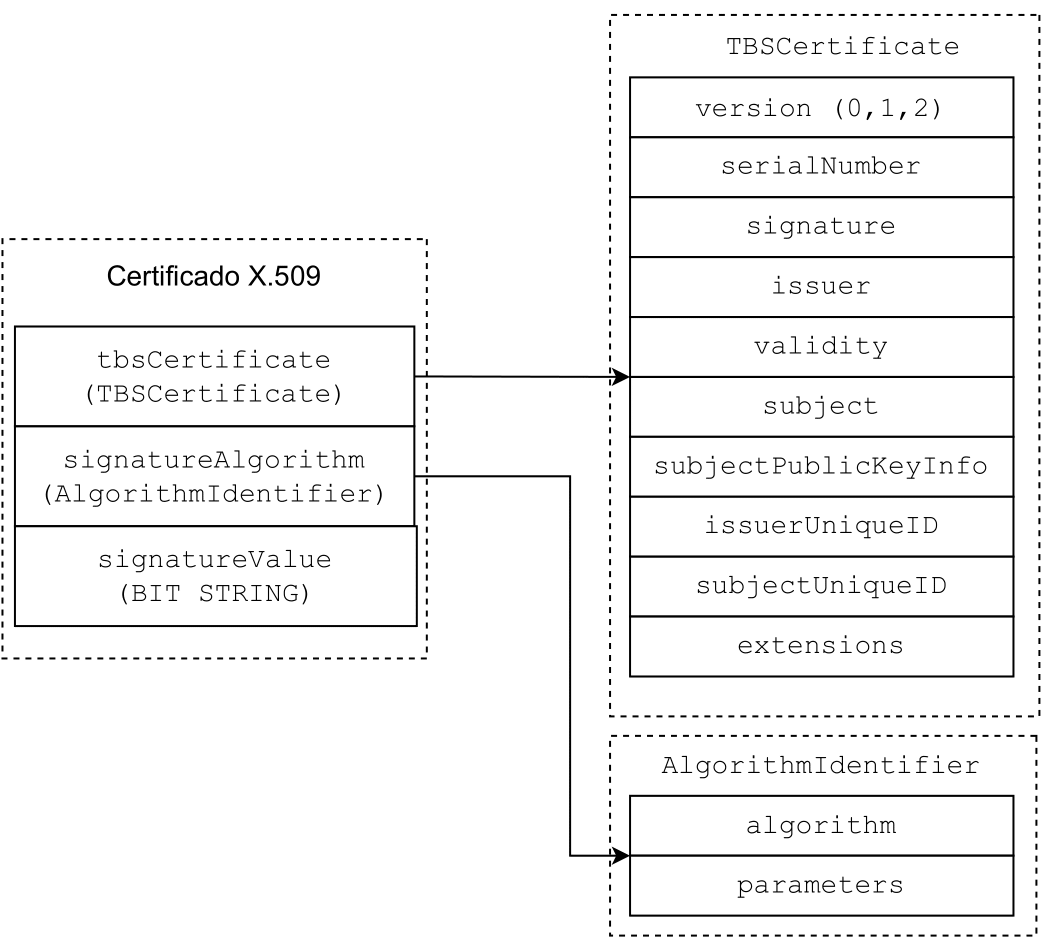 Certificado X.509
tbsCertificate
(TBSCertificate)
signatureAlgorithm
(AlgorithmIdentifier)
signatureValue
(BIT STRING)
TBSCertificate
version (0,1,2)
serialNumber
signature
issuer
validity
subject
subjectPublicKeyInfo
issuerUniqueID
subjectUniqueID
extensions
AlgorithmIdentifier
algorithm
parameters